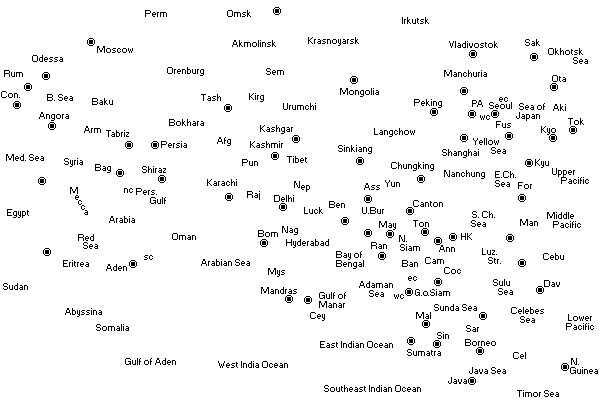 Perm
Omsk
Irkutsk
Moscow
Akmolinsk
Krasnoyarsk
Vladivostok
Sak
Okhotsk
Sea
Odessa
Orenburg
Sem
Manchuria
Rum
Mongolia
Ota
Con.
B. Sea
Baku
Tash
Kirg
Urumchi
Peking
PA
ec
wc
Seoul
Sea of
Japan
Aki
Angora
Arm
Tabriz
Bokhara
Kashgar
Langchow
Fus
Kyo
Tok
Persia
Afg
Yellow
Sea
Med. Sea
Syria
Bag
Shiraz
Pun
Kashmir
Tibet
Sinkiang
Shanghai
Kyu
Chungking
Nanchung
E.Ch.
Sea
Upper
Pacific
Mecca
nc
Pers.
Gulf
Karachi
Raj
Nep
Delhi
Ass
Yun
For
Egypt
Arabia
Luck
Ben
U.Bur
Canton
S. Ch.
Sea
Man
Middle
Pacific
Red
Sea
Oman
Bom
Nag
Hyderabad
May
Ton
HK
Ran
N.
Siam
Ann
Luz.
Str.
Eritrea
Aden
sc
Arabian Sea
Bay of
Bengal
Ban
Cam
Coc
Cebu
Mys
ec
Sudan
Mandras
Gulf of
Manar
Adaman
Sea
wc
G.o.Siam
Sulu
Sea
Dav
Abyssina
Cey
Mal
Sunda Sea
Celebes
Sea
Lower
Pacific
Somalia
Sar
East Indian Ocean
Sumatra
Sin
Borneo
Cel
Gulf of Aden
West India Ocean
N.
Guinea
Java Sea
Java
Southeast Indian Ocean
Timor Sea